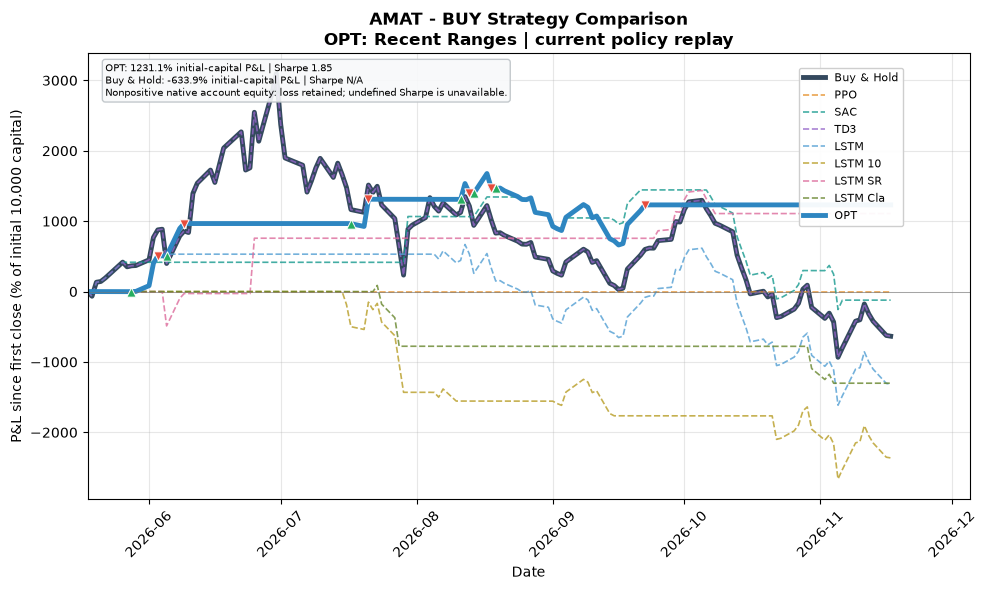 AMAT - BUY Strategy Comparison
OPT: Recent Ranges | current policy replay
OPT: 1231.1% initial-capital P&L | Sharpe 1.85
Buy & Hold: -633.9% initial-capital P&L | Sharpe N/A
Nonpositive native account equity: loss retained; undefined Sharpe is unavailable.
Buy & Hold
PPO
SAC
TD3
LSTM
LSTM 10
LSTM SR
LSTM Cla
OPT
P&L since first close (% of initial 10,000 capital)
3000
2000
1000
0
−1000
−2000
2026-06
2026-07
2026-08
2026-09
2026-10
2026-11
2026-12
Date